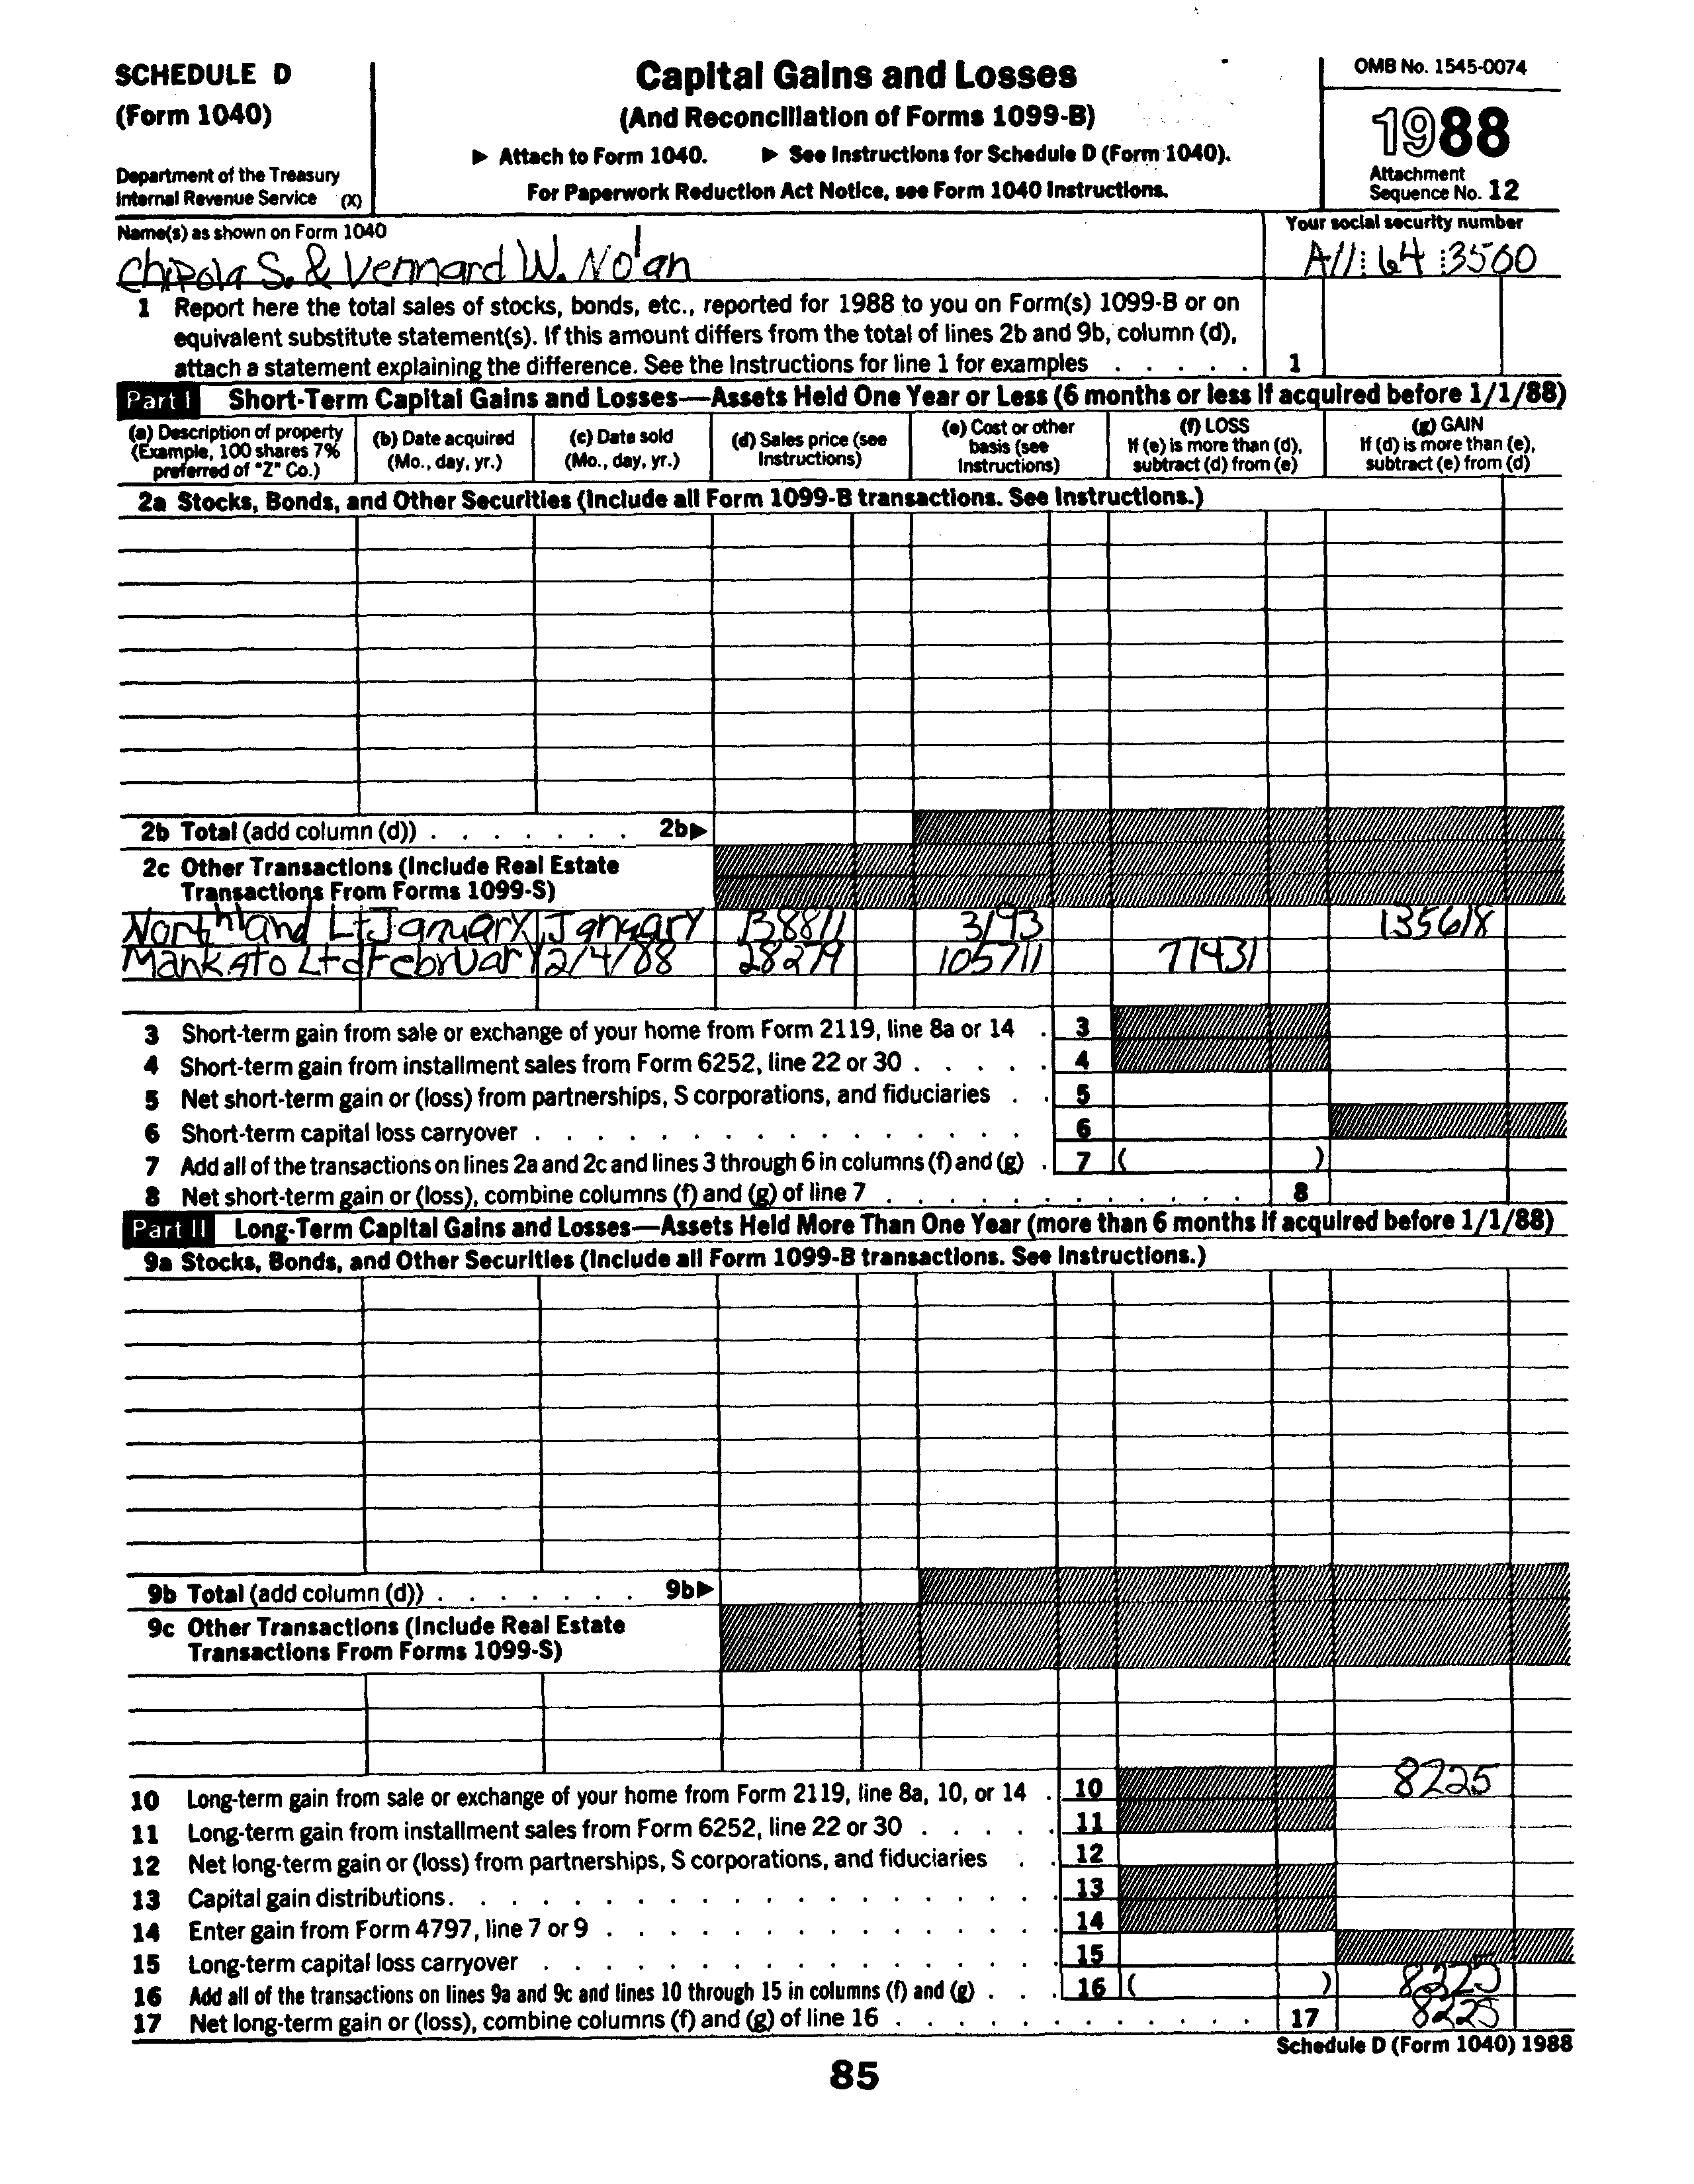 SCHEDULE D
(Form 1040)
Department of the Treasury
Internal Revenue Service (X)
Capital Gains and Losses
(And Reconciliation of Forms 1099-B)
▶ Attach to Form 1040. ▶ See Instructions for Schedule D (Form 1040).
For Paperwork Reduction Act Notice, see Form 1040 Instructions.
OMB No. 1545-0074
1988
Attachment
Sequence No. 12
Name(s) as shown on Form 1040
Chipola S. & Vennard W. Nolan
Your social security number
A11:64:3500
1 Report here the total sales of stocks, bonds, etc., reported for 1988 to you on Form(s) 1099-B or on
equivalent substitute statement(s). If this amount differs from the total of lines 2b and 9b, column (d),
attach a statement explaining the difference. See the Instructions for line 1 for examples . . . . . 1
Part I Short-Term Capital Gains and Losses—Assets Held One Year or Less (6 months or less if acquired before 1/1/88)
(a) Description of property
(Example, 100 shares 7%
preferred of "Z" Co.)
(b) Date acquired
(Mo., day, yr.)
(c) Date sold
(Mo., day, yr.)
(d) Sales price (see
Instructions)
(e) Cost or other
basis (see
Instructions)
(f) LOSS
If (e) is more than (d),
subtract (d) from (e)
(g) GAIN
If (d) is more than (e),
subtract (e) from (d)
2a Stocks, Bonds, and Other Securities (Include all Form 1099-B transactions. See Instructions.)
2b Total (add column (d)) . . . . . . . 2b▶
2c Other Transactions (Include Real Estate
Transactions From Forms 1099-S)
Northland Lt January January 138811 3193 135618
Mankato Ltd February 2/4/88 28279 105711 77431
3 Short-term gain from sale or exchange of your home from Form 2119, line 8a or 14 . 3
4 Short-term gain from installment sales from Form 6252, line 22 or 30 . . . . . 4
5 Net short-term gain or (loss) from partnerships, S corporations, and fiduciaries . . 5
6 Short-term capital loss carryover . . . . . . . . . . . . . . . . 6
7 Add all of the transactions on lines 2a and 2c and lines 3 through 6 in columns (f) and (g) . 7 ( )
8 Net short-term gain or (loss), combine columns (f) and (g) of line 7 . . . . . . . . . . . . 8
Part II Long-Term Capital Gains and Losses—Assets Held More Than One Year (more than 6 months if acquired before 1/1/88)
9a Stocks, Bonds, and Other Securities (Include all Form 1099-B transactions. See Instructions.)
9b Total (add column (d)) . . . . . . . 9b▶
9c Other Transactions (Include Real Estate
Transactions From Forms 1099-S)
10 Long-term gain from sale or exchange of your home from Form 2119, line 8a, 10, or 14 . 10 8225
11 Long-term gain from installment sales from Form 6252, line 22 or 30 . . . . . 11
12 Net long-term gain or (loss) from partnerships, S corporations, and fiduciaries . . 12
13 Capital gain distributions . . . . . . . . . . . . . . . . . . . 13
14 Enter gain from Form 4797, line 7 or 9 . . . . . . . . . . . . . . 14
15 Long-term capital loss carryover . . . . . . . . . . . . . . . . 15
16 Add all of the transactions on lines 9a and 9c and lines 10 through 15 in columns (f) and (g) . . . 16 ( ) 8225
17 Net long-term gain or (loss), combine columns (f) and (g) of line 16 . . . . . . . . . . . . 17 8225
Schedule D (Form 1040) 1988
85